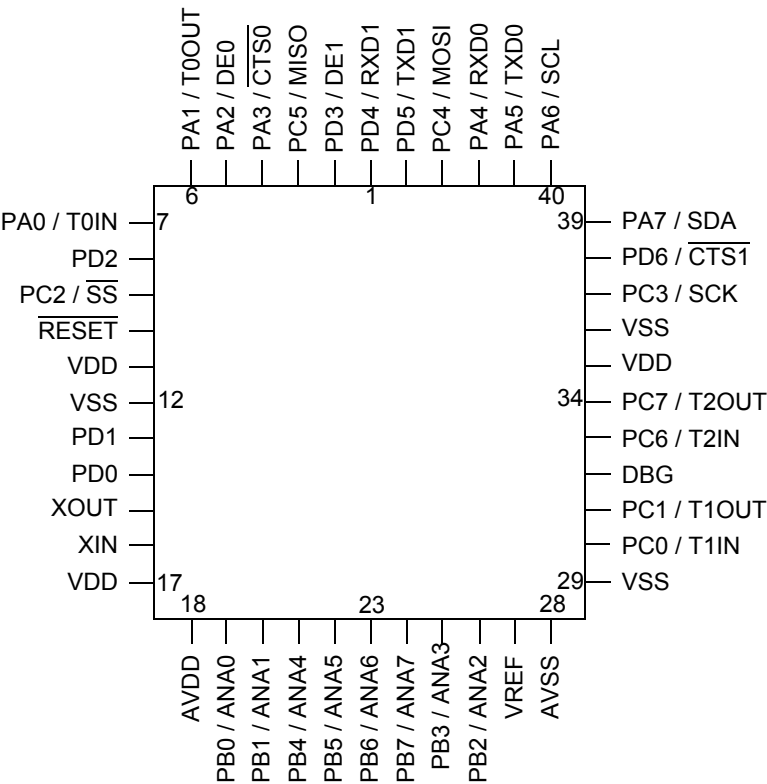 PA1 / T0OUT
PA2 / DE0
PA3 / CTS0
PC5 / MISO
PD3 / DE1
PD4 / RXD1
PD5 / TXD1
PC4 / MOSI
PA4 / RXD0
PA5 / TXD0
PA6 / SCL
6
1
40
PA0 / T0IN
7
39
PA7 / SDA
PD2
PD6 / CTS1
PC2 / SS
PC3 / SCK
RESET
VSS
VDD
VDD
VSS
12
34
PC7 / T2OUT
PD1
PC6 / T2IN
PD0
DBG
XOUT
PC1 / T1OUT
XIN
PC0 / T1IN
VDD
17
29
VSS
18
23
28
AVDD
PB0 / ANA0
PB1 / ANA1
PB4 / ANA4
PB5 / ANA5
PB6 / ANA6
PB7 / ANA7
PB3 / ANA3
PB2 / ANA2
VREF
AVSS